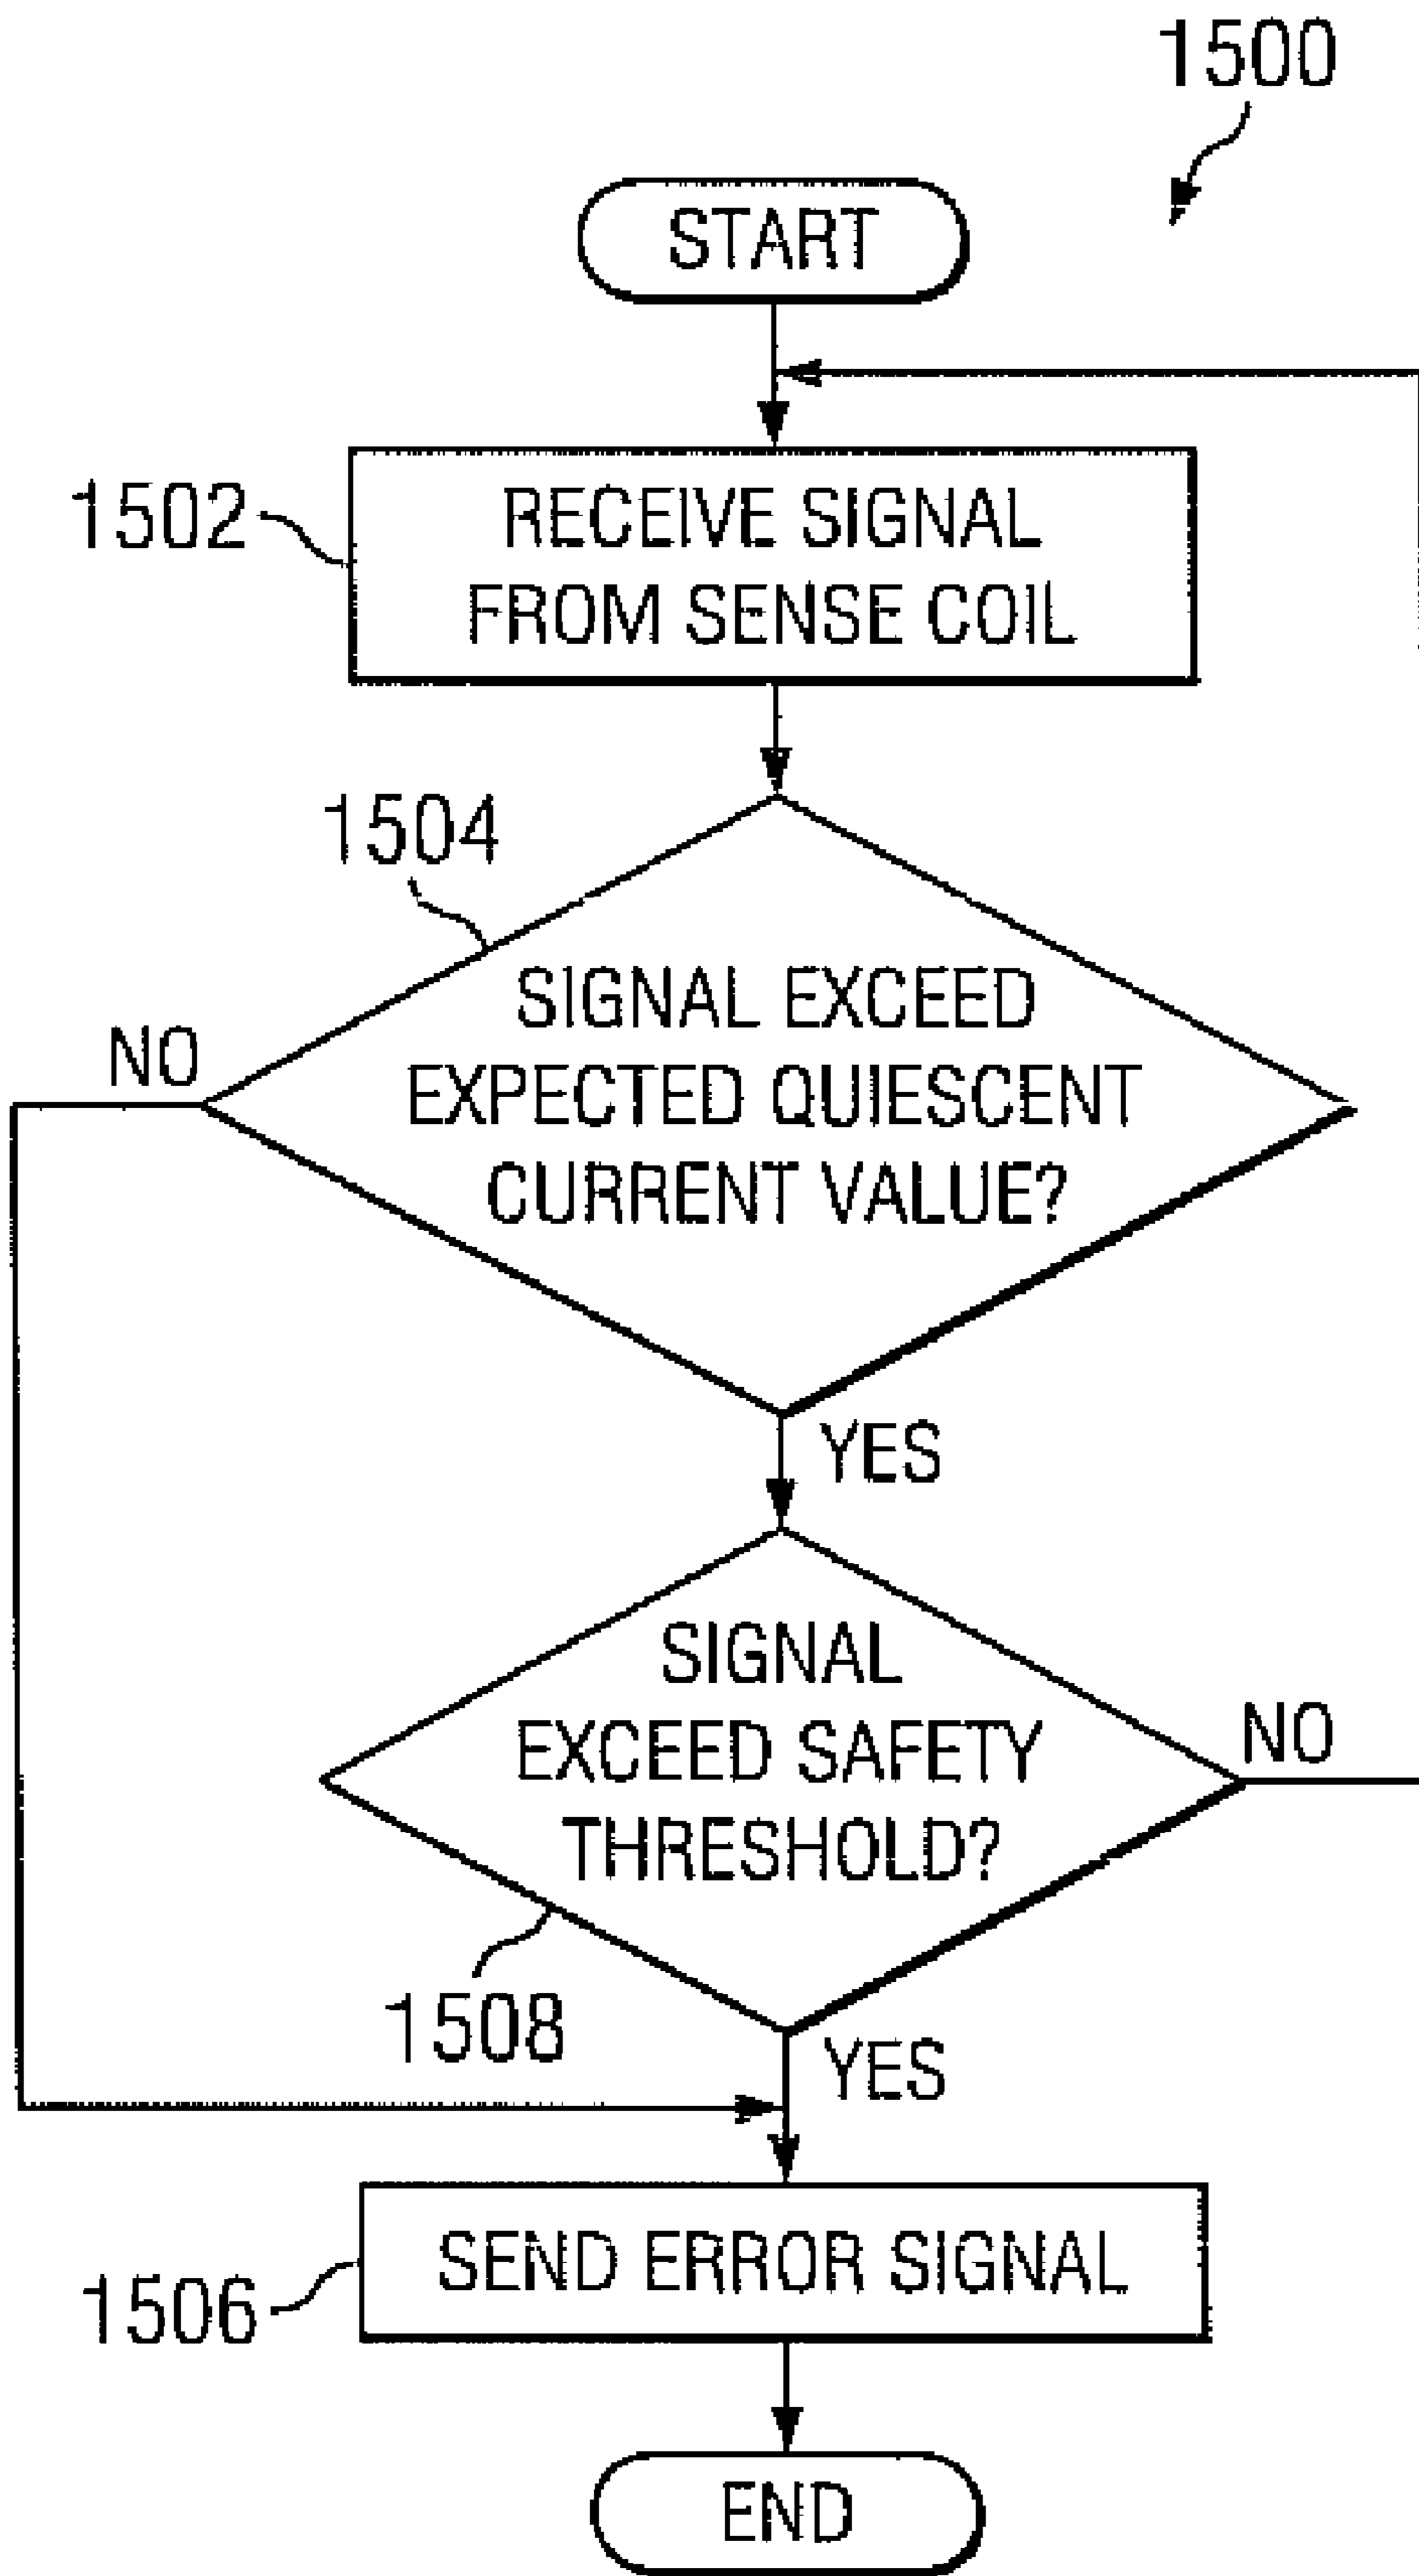 1500
START
1502
RECEIVE SIGNAL
FROM SENSE COIL
1504
SIGNAL EXCEED
EXPECTED QUIESCENT
CURRENT VALUE?
NO
YES
SIGNAL
EXCEED SAFETY
THRESHOLD?
NO
1508
YES
SEND ERROR SIGNAL
1506
END